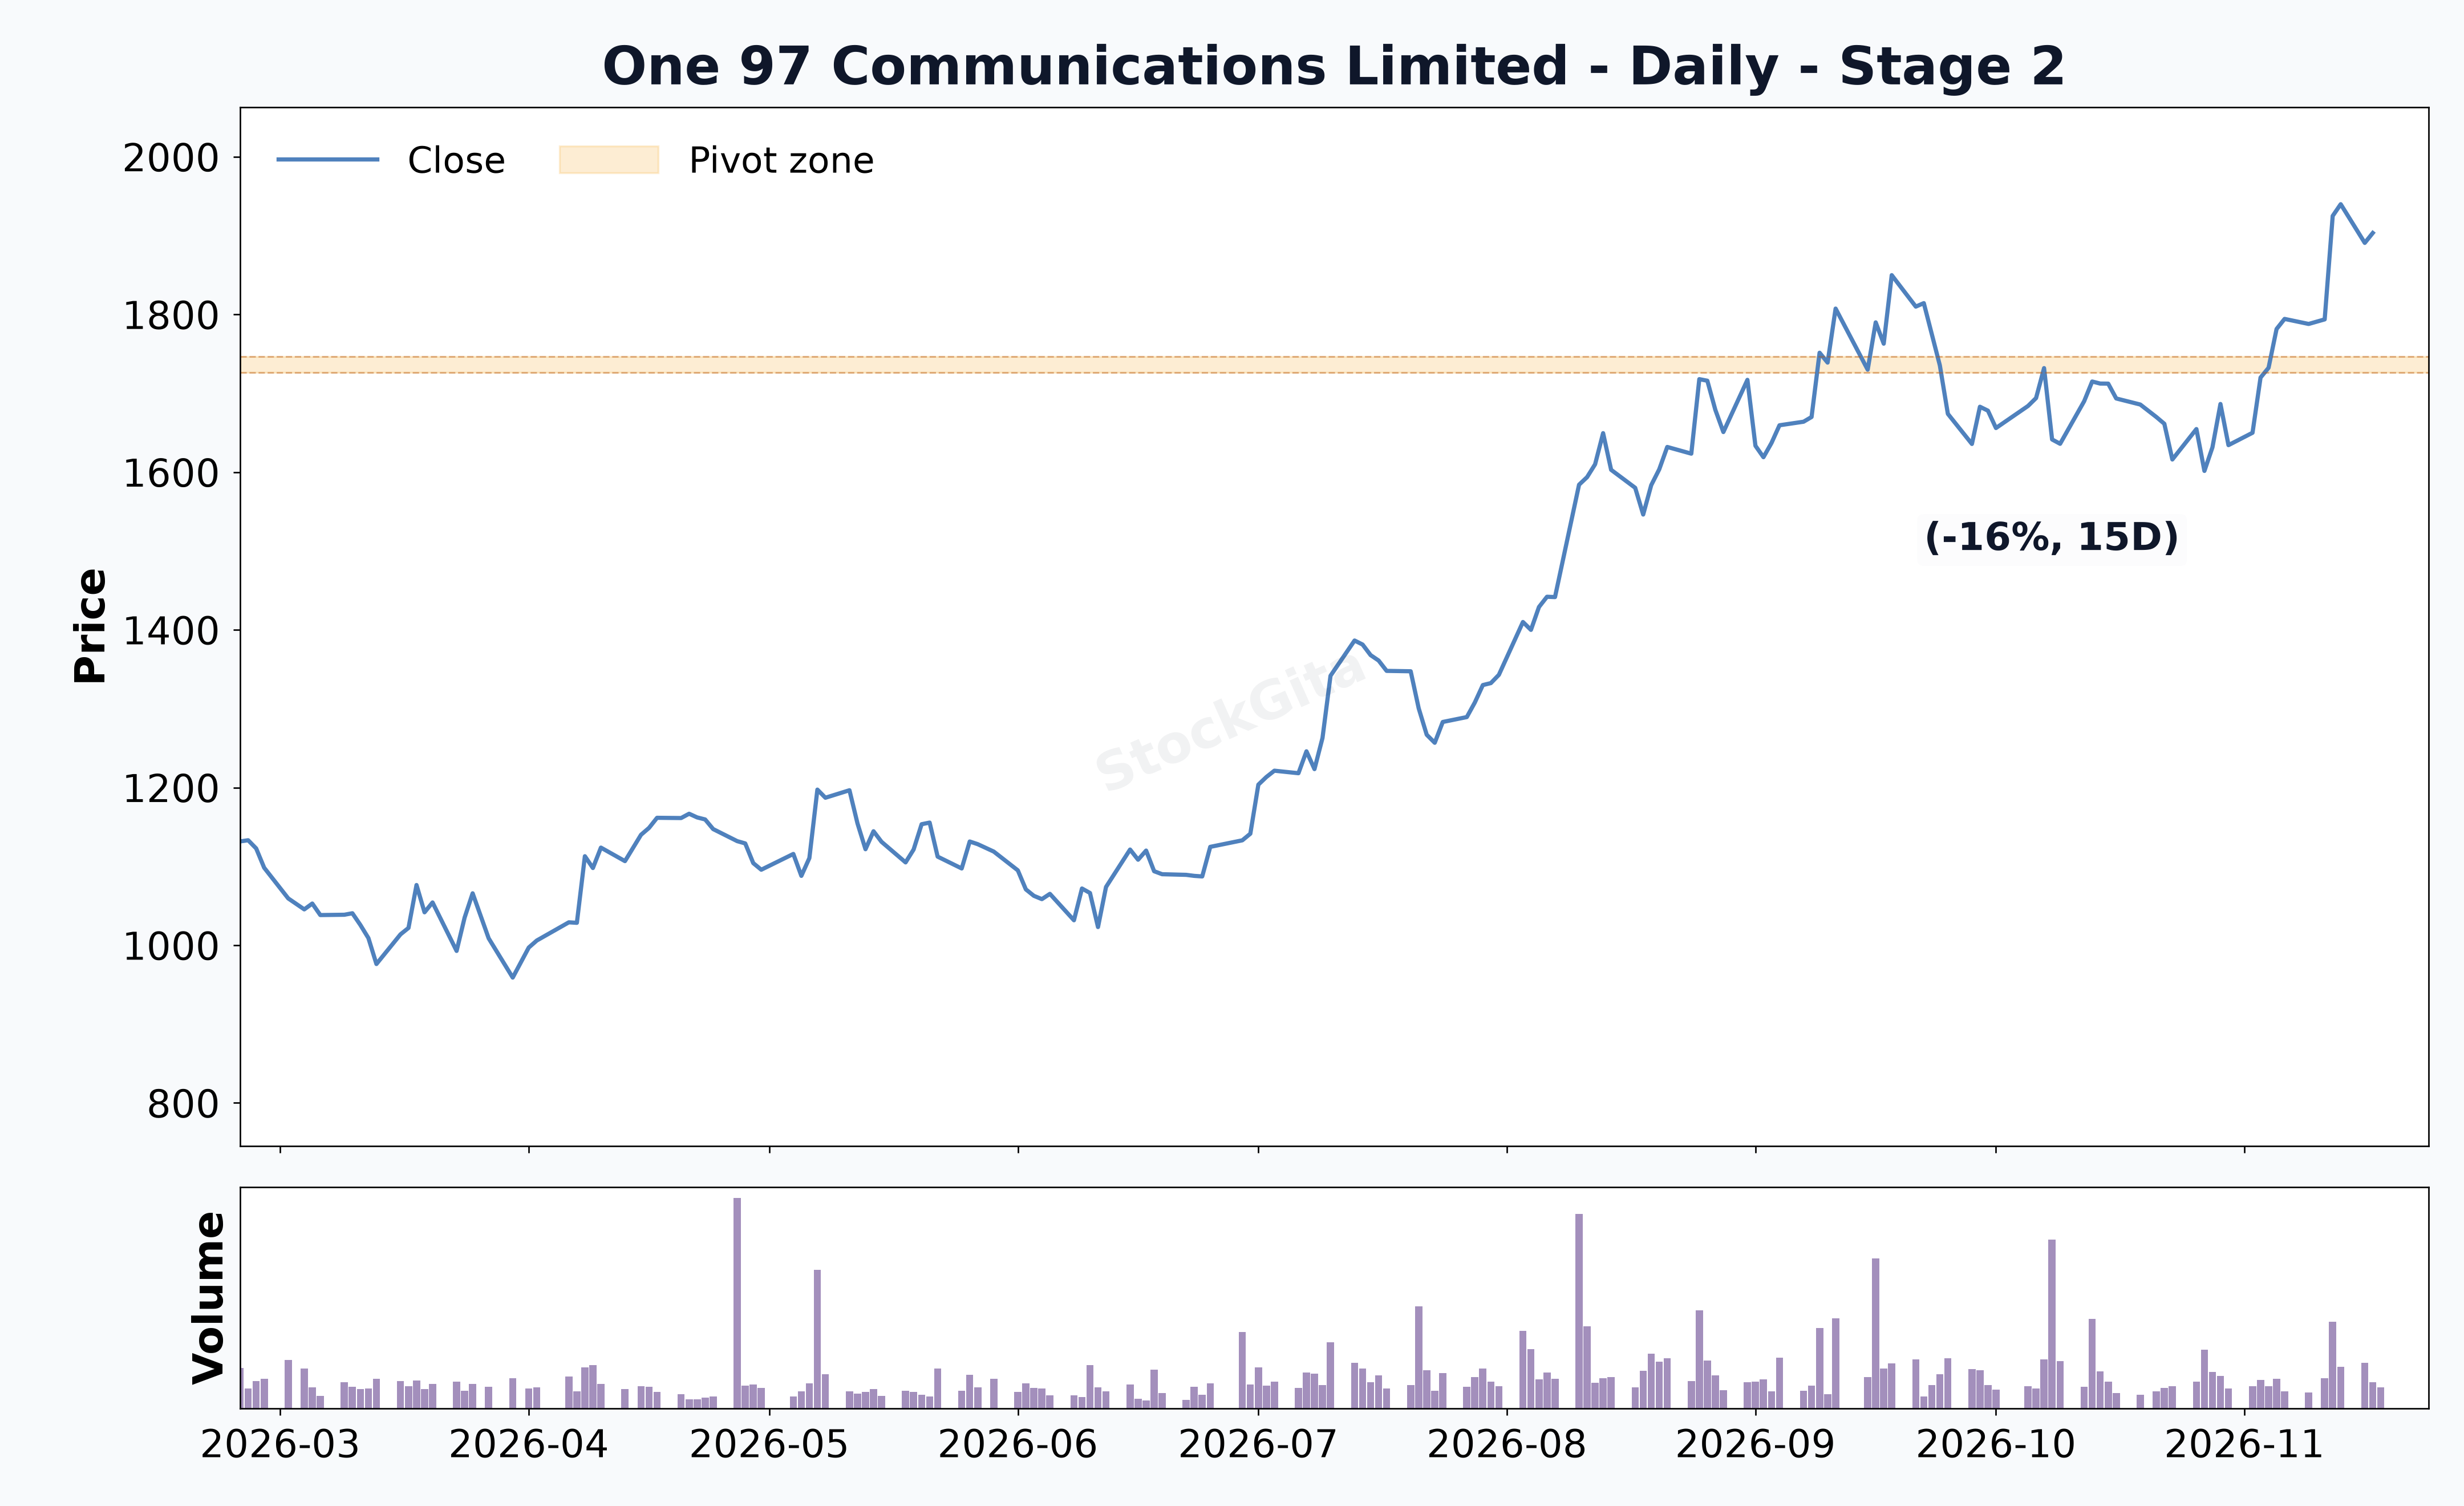 One 97 Communications Limited - Daily - Stage 2
Close
Pivot zone
2000
1800
1600
1400
1200
1000
800
Price
(-16%, 15D)
StockGita
Volume
2026-03
2026-04
2026-05
2026-06
2026-07
2026-08
2026-09
2026-10
2026-11